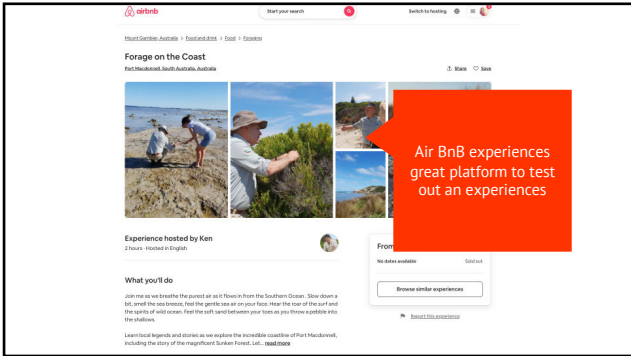 airbnb
Start your search
Switch to hosting
Mount Gambier, Australia > Food and drink > Food > Foraging
Forage on the Coast
Port Macdonnell, South Australia, Australia
Share Save
Air BnB experiences
great platform to test
out an experiences
Experience hosted by Ken
2 hours · Hosted in English
From
No dates available Sold out
Browse similar experiences
Report this experience
What you'll do
Join me as we breathe the purest air as it flows in from the Southern Ocean . Slow down a
bit, smell the sea breeze, feel the gentle sea air on your face. Hear the roar of the surf and
the spirits of wild ocean. Feel the soft sand between your toes as you throw a pebble into
the shallows.
Learn local legends and stories as we explore the incredible coastline of Port Macdonnell,
including the story of the magnificent Sunken Forest. Let... read more